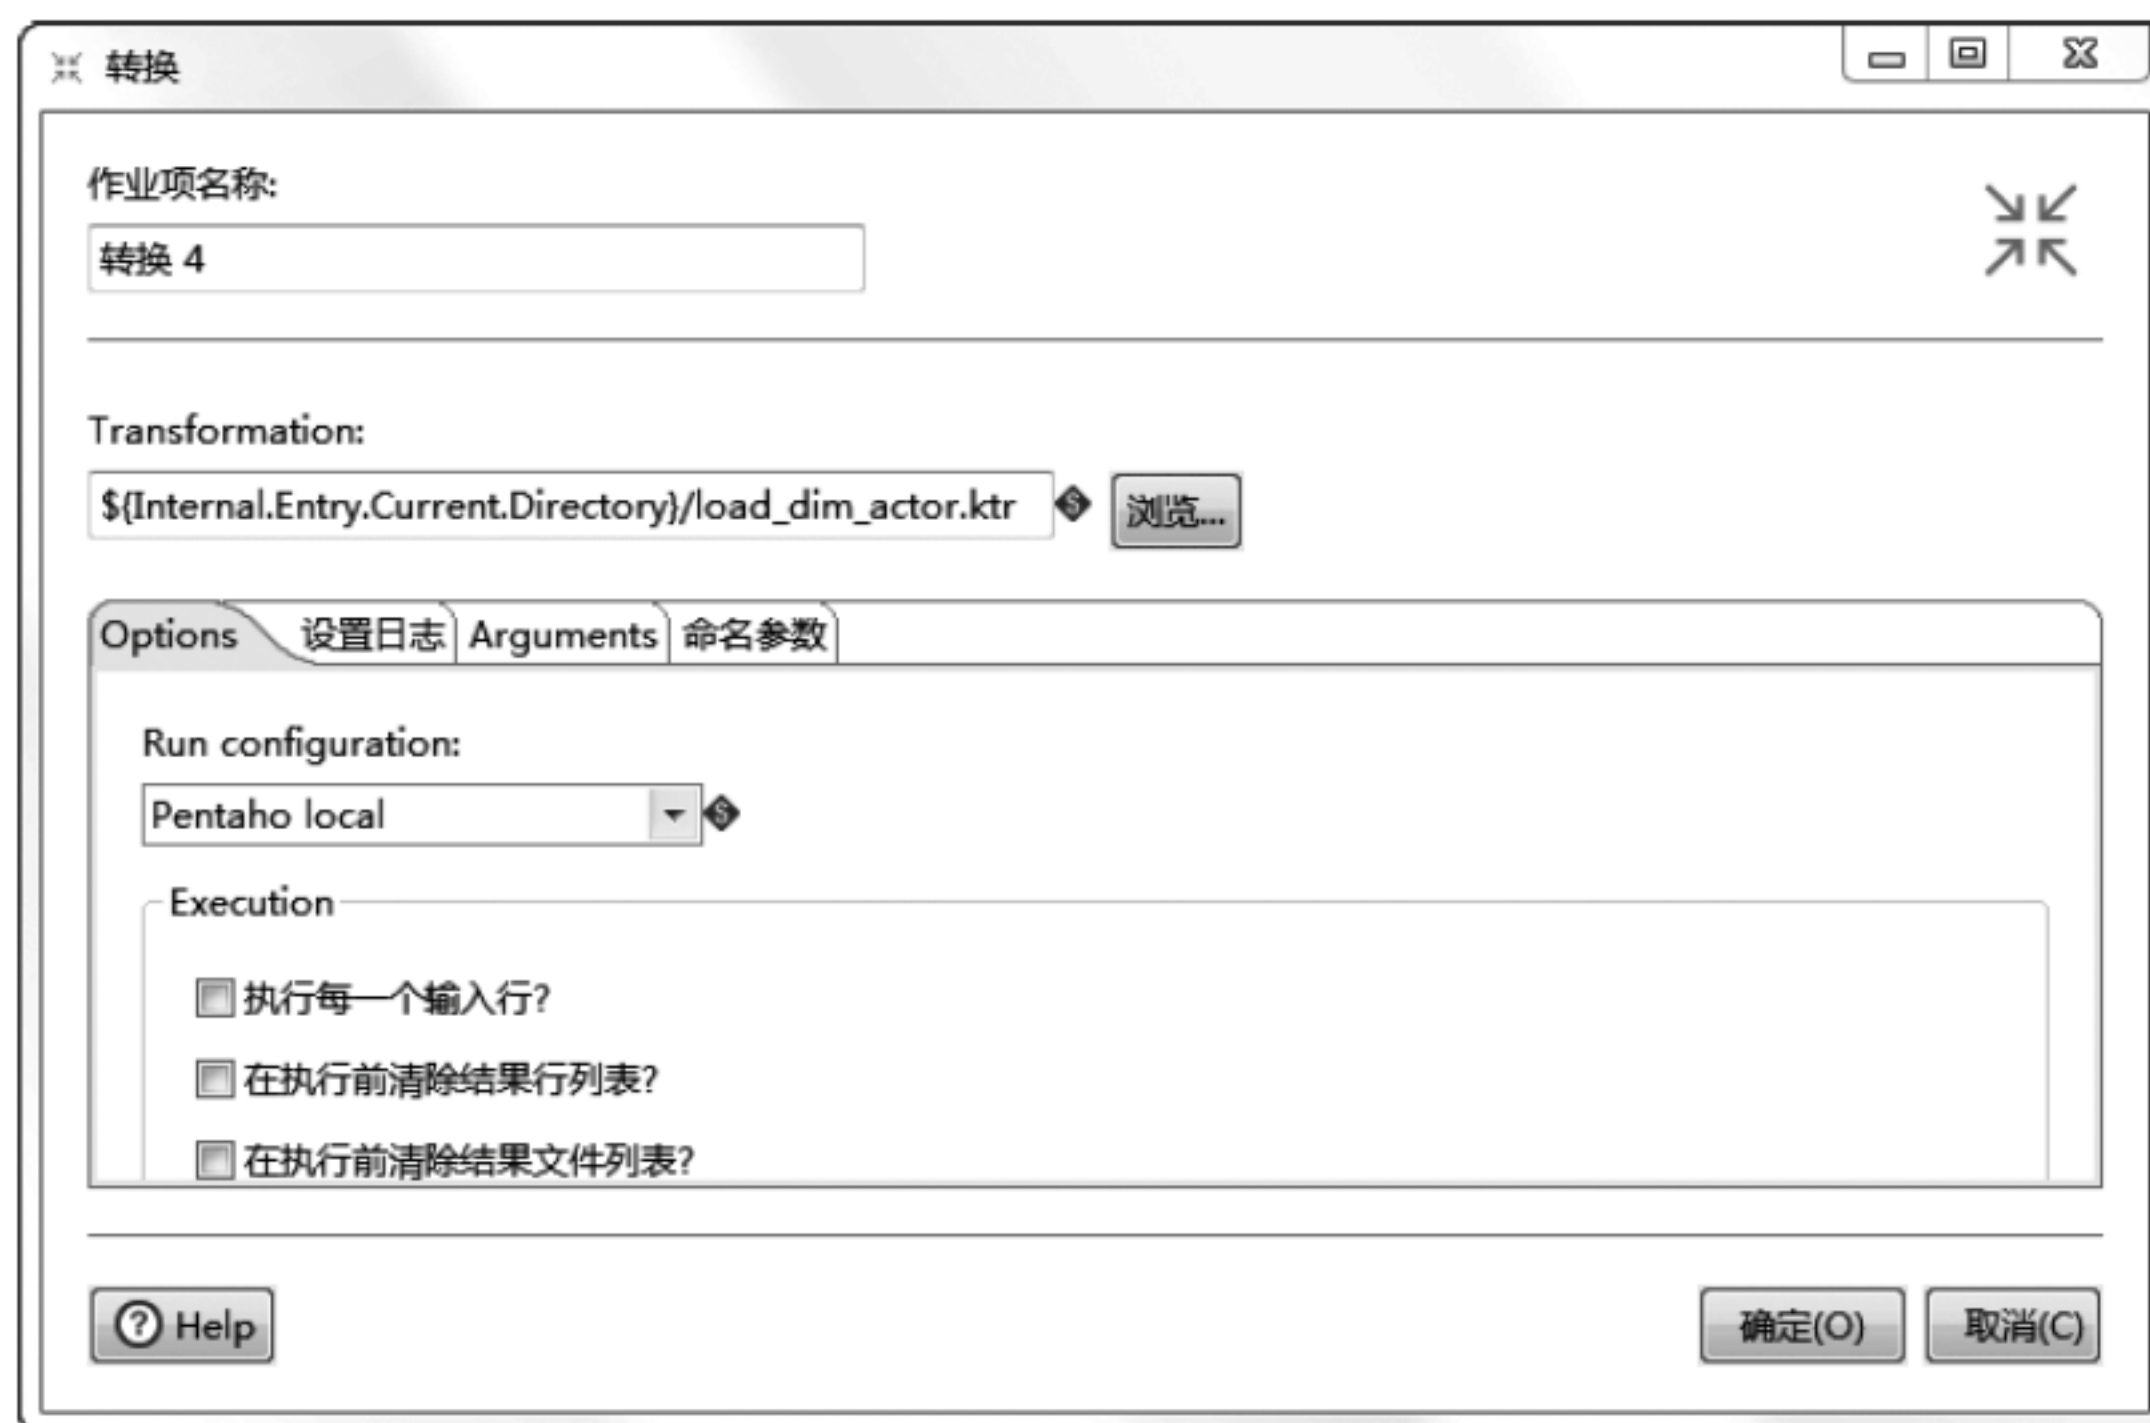 转换
作业项名称:
转换 4
Transformation:
${Internal.Entry.Current.Directory}/load_dim_actor.ktr
浏览...
Options 设置日志 Arguments 命名参数
Run configuration:
Pentaho local
Execution
执行每一个输入行?
在执行前清除结果行列表?
在执行前清除结果文件列表?
Help 确定(O) 取消(C)